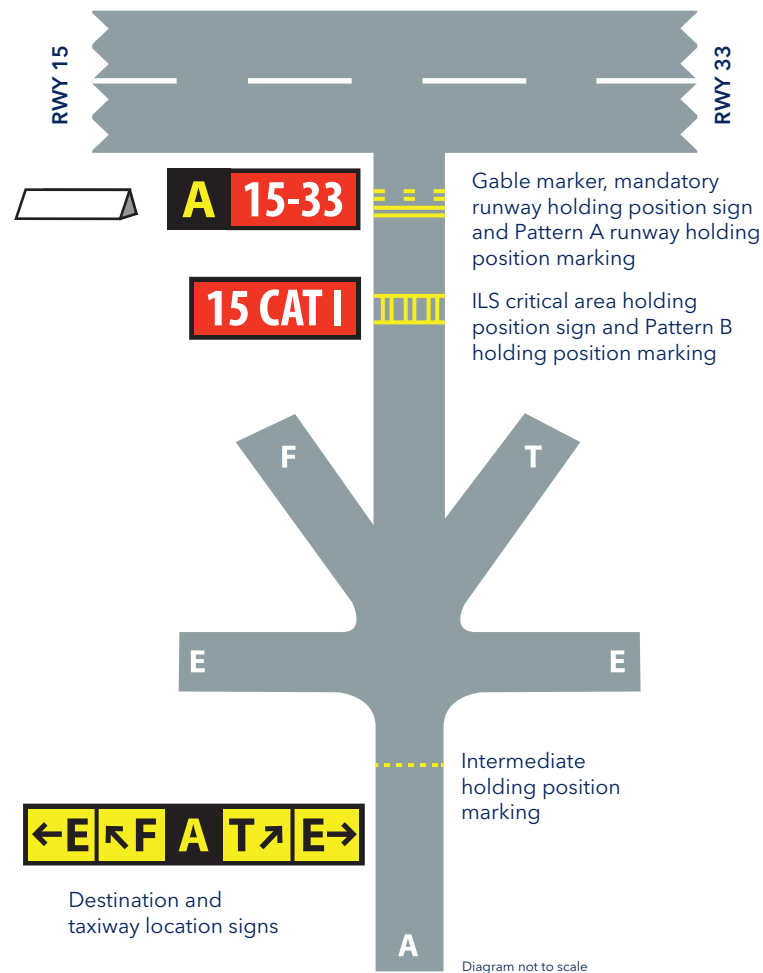 RWY 15
RWY 33
A 15-33
Gable marker, mandatory
runway holding position sign
and Pattern A runway holding
position marking
15 CAT I
ILS critical area holding
position sign and Pattern B
holding position marking
F
T
E
E
Intermediate
holding position
marking
←E ↖F A T↗ E→
Destination and
taxiway location signs
A
Diagram not to scale